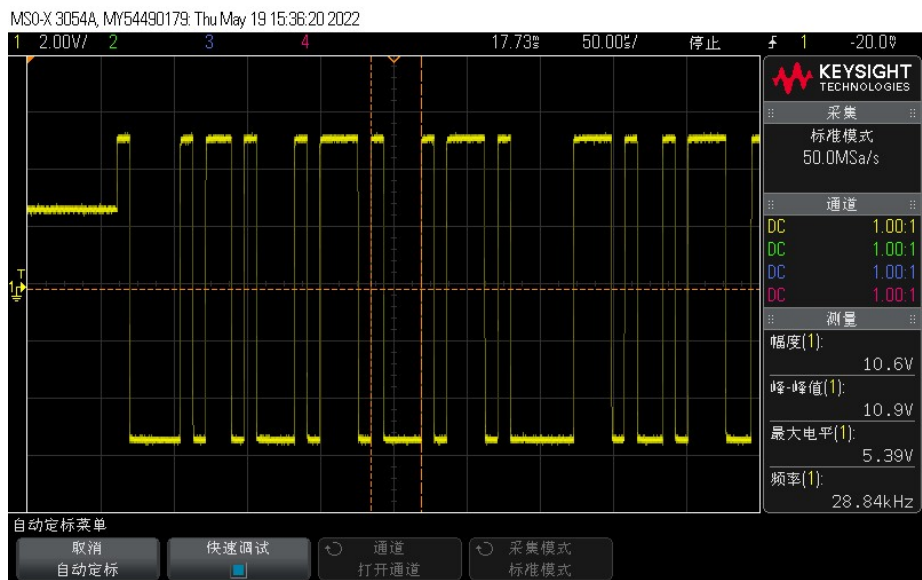 MSO-X 3054A, MY54490179: Thu May 19 15:36:20 2022
1 2.00V/ 2 3 4 17.73ms 50.00us/ 停止 1 -20.0V
KEYSIGHT
TECHNOLOGIES
采集
标准模式
50.0MSa/s
通道
DC 1.00:1
DC 1.00:1
DC 1.00:1
DC 1.00:1
测量
幅度(1):
10.6V
峰-峰值(1):
10.9V
最大电平(1):
5.39V
频率(1):
28.84kHz
T
1
自动定标菜单
取消
自动定标
快速调试
通道
打开通道
采集模式
标准模式